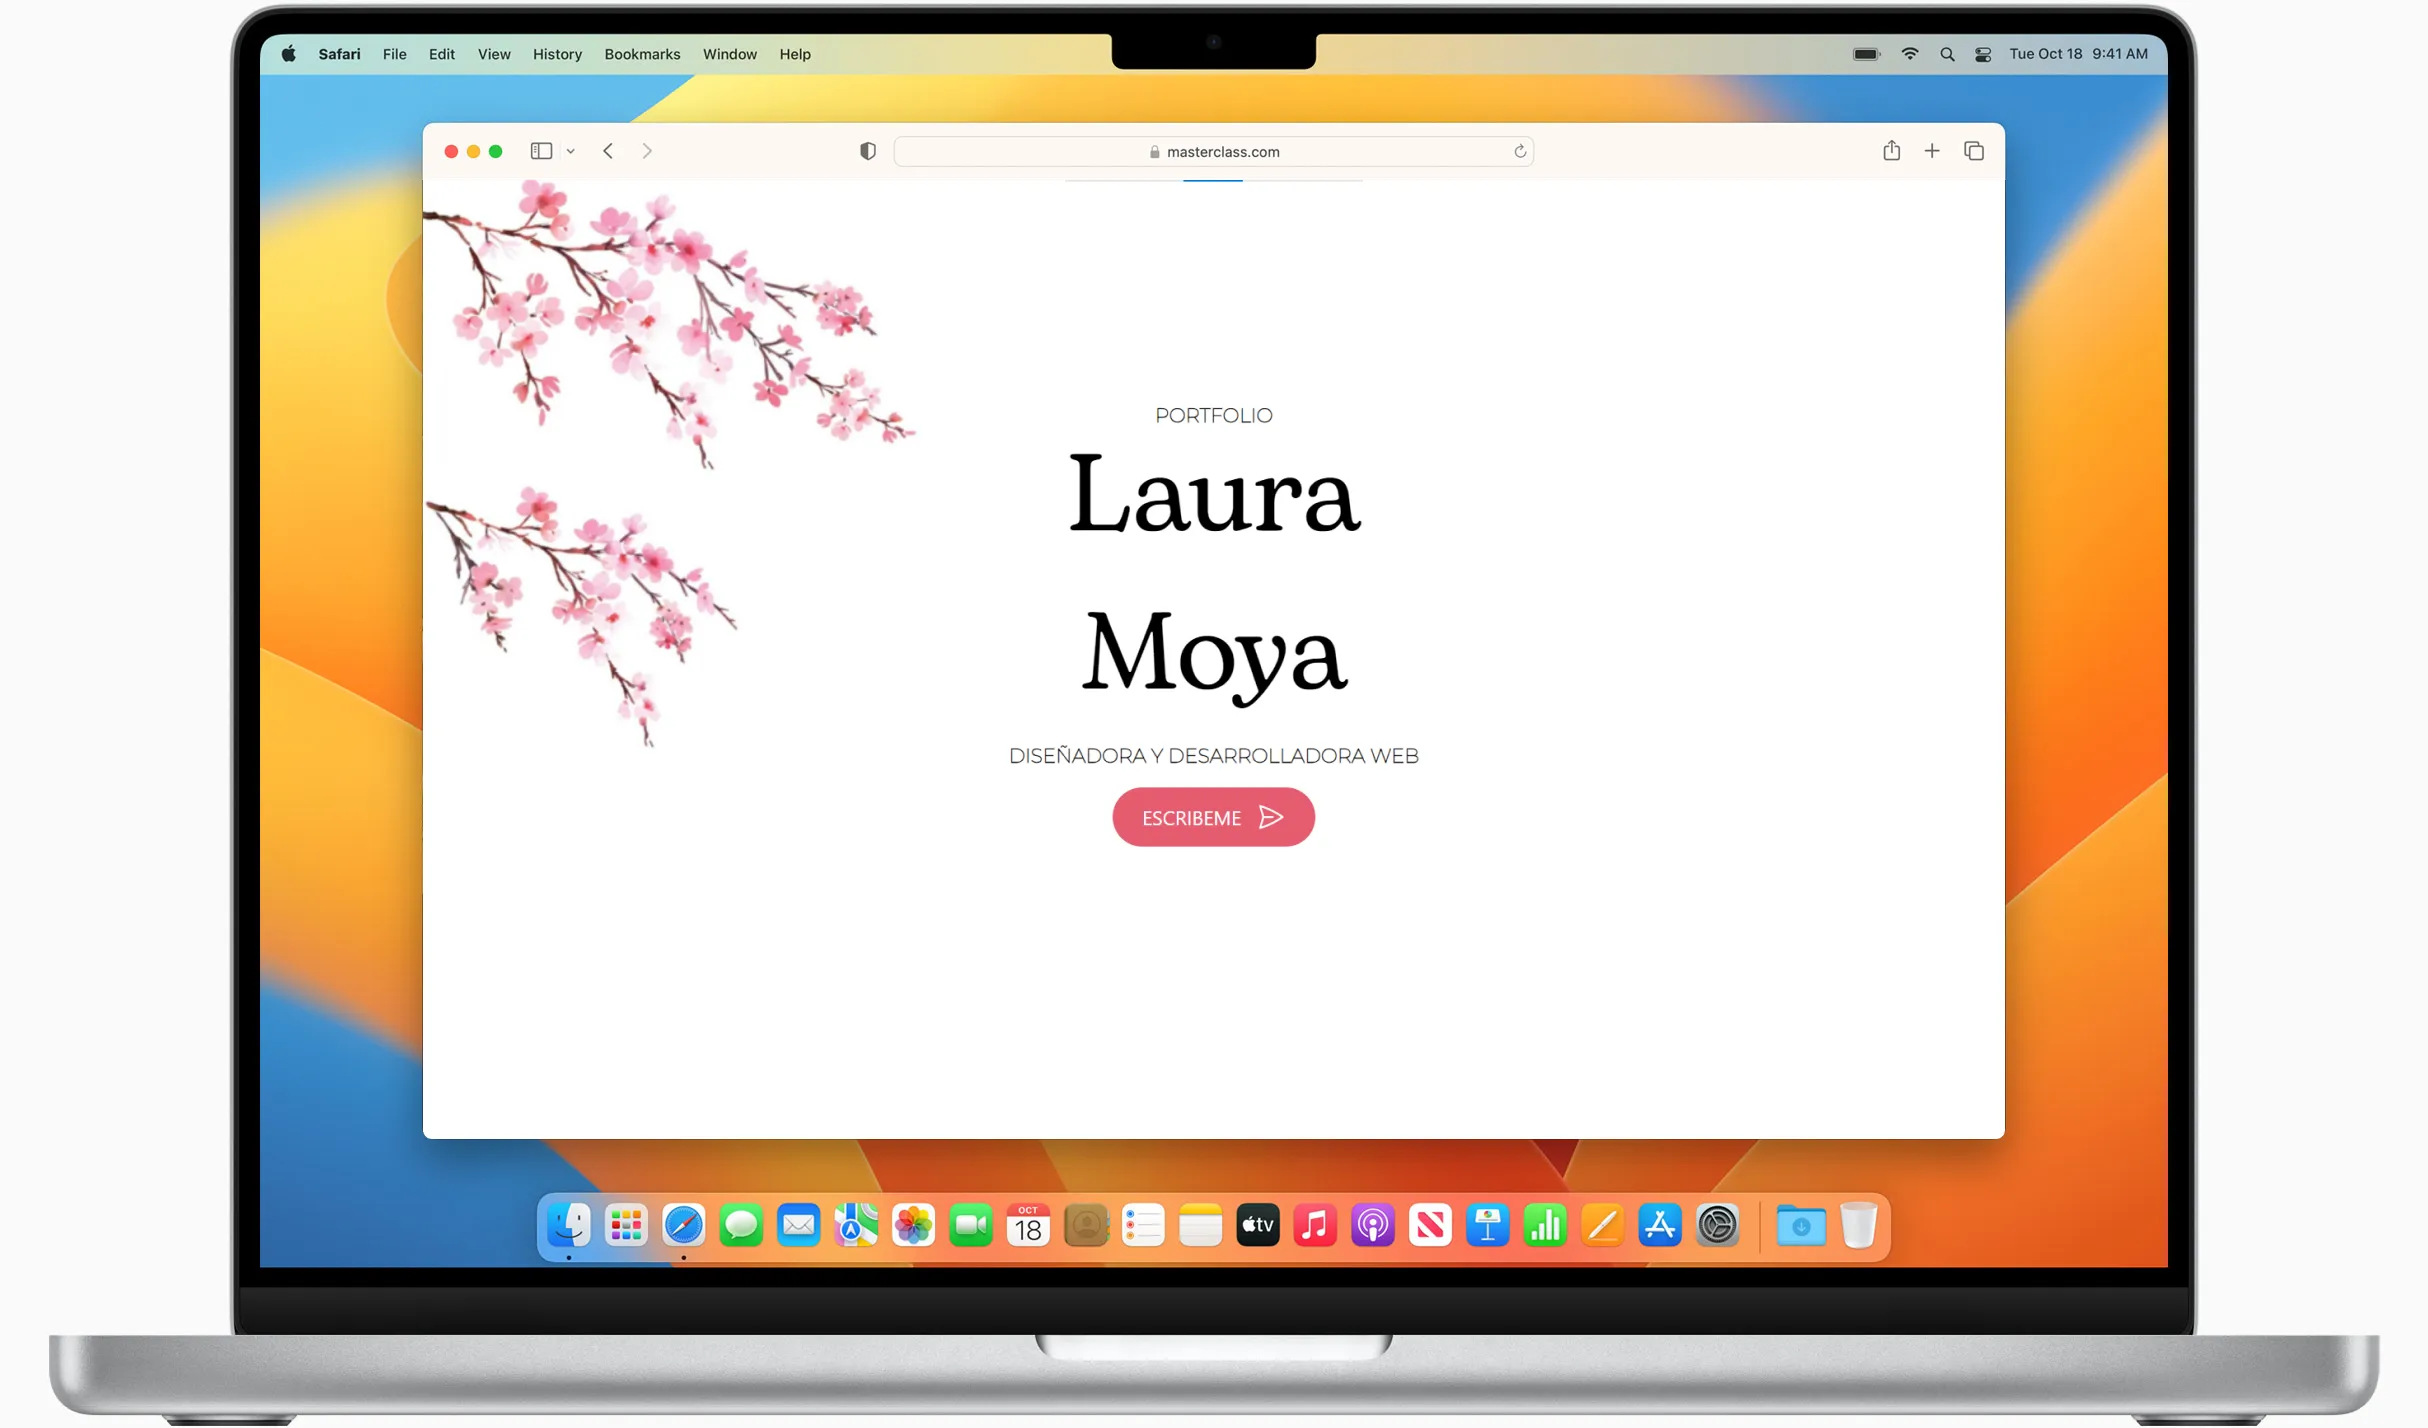 Safari File Edit View History Bookmarks Window Help Tue Oct 18 9:41 AM
masterclass.com
PORTFOLIO
Laura
Moya
DISEÑADORA Y DESARROLLADORA WEB
ESCRIBEME
OCT
18
tv